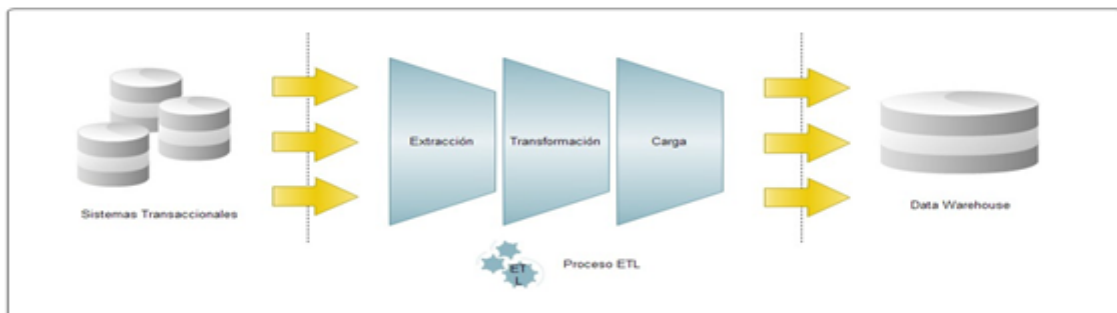 Extracción
Transformación
Carga
Sistemas Transaccionales
Data Warehouse
ET
L
Proceso ETL